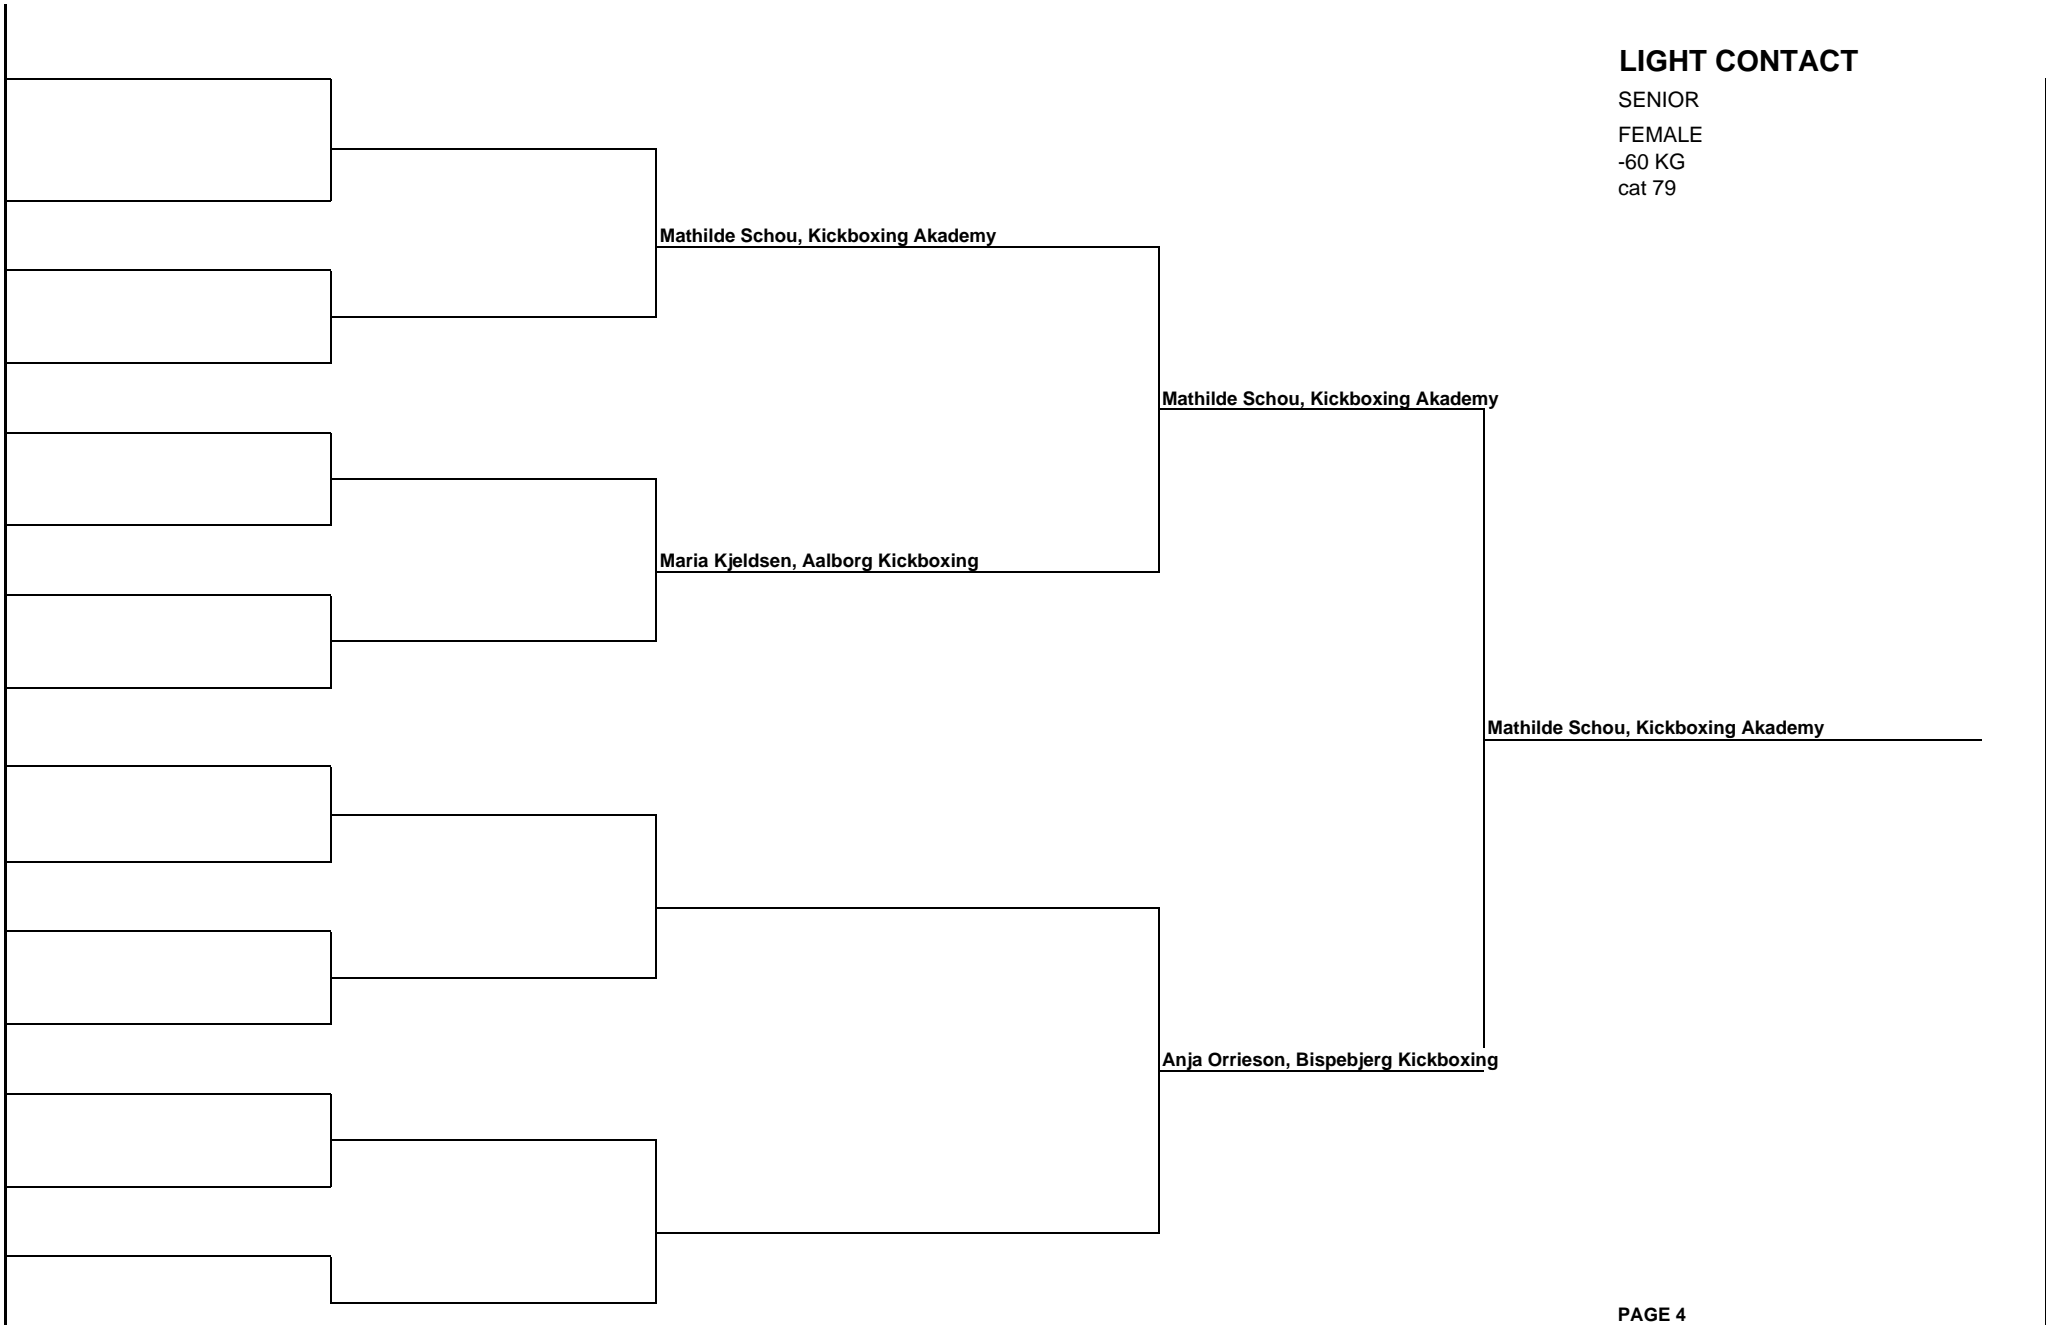 LIGHT CONTACT
SENIOR
FEMALE
-60 KG
cat 79
Mathilde Schou, Kickboxing Akademy
Mathilde Schou, Kickboxing Akademy
Maria Kjeldsen, Aalborg Kickboxing
Mathilde Schou, Kickboxing Akademy
Anja Orrieson, Bispebjerg Kickboxing
PAGE 4